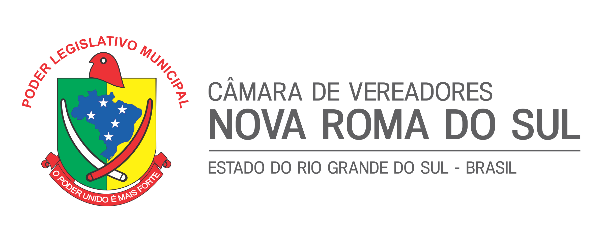 PODER LEGISLATIVO MUNICIPAL
O PODER UNIDO É MAIS FORTE
CÂMARA DE VEREADORES
NOVA ROMA DO SUL
ESTADO DO RIO GRANDE DO SUL - BRASIL